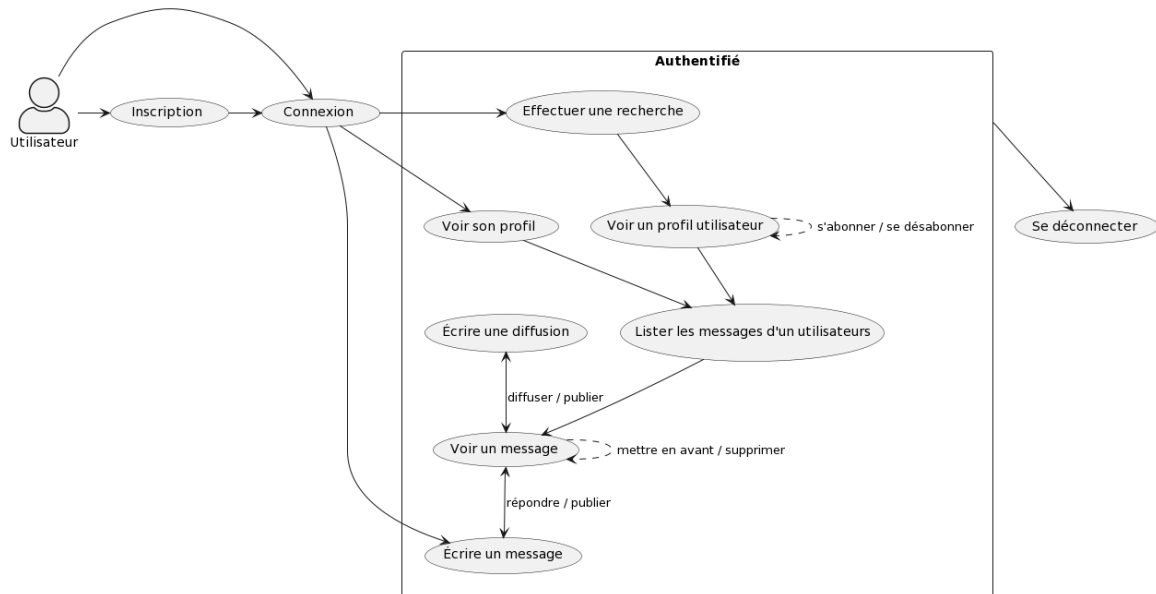 Authentifié
Utilisateur
Inscription
Connexion
Effectuer une recherche
Voir son profil
Voir un profil utilisateur
s'abonner / se désabonner
Se déconnecter
Écrire une diffusion
Lister les messages d'un utilisateurs
diffuser / publier
Voir un message
mettre en avant / supprimer
répondre / publier
Écrire un message